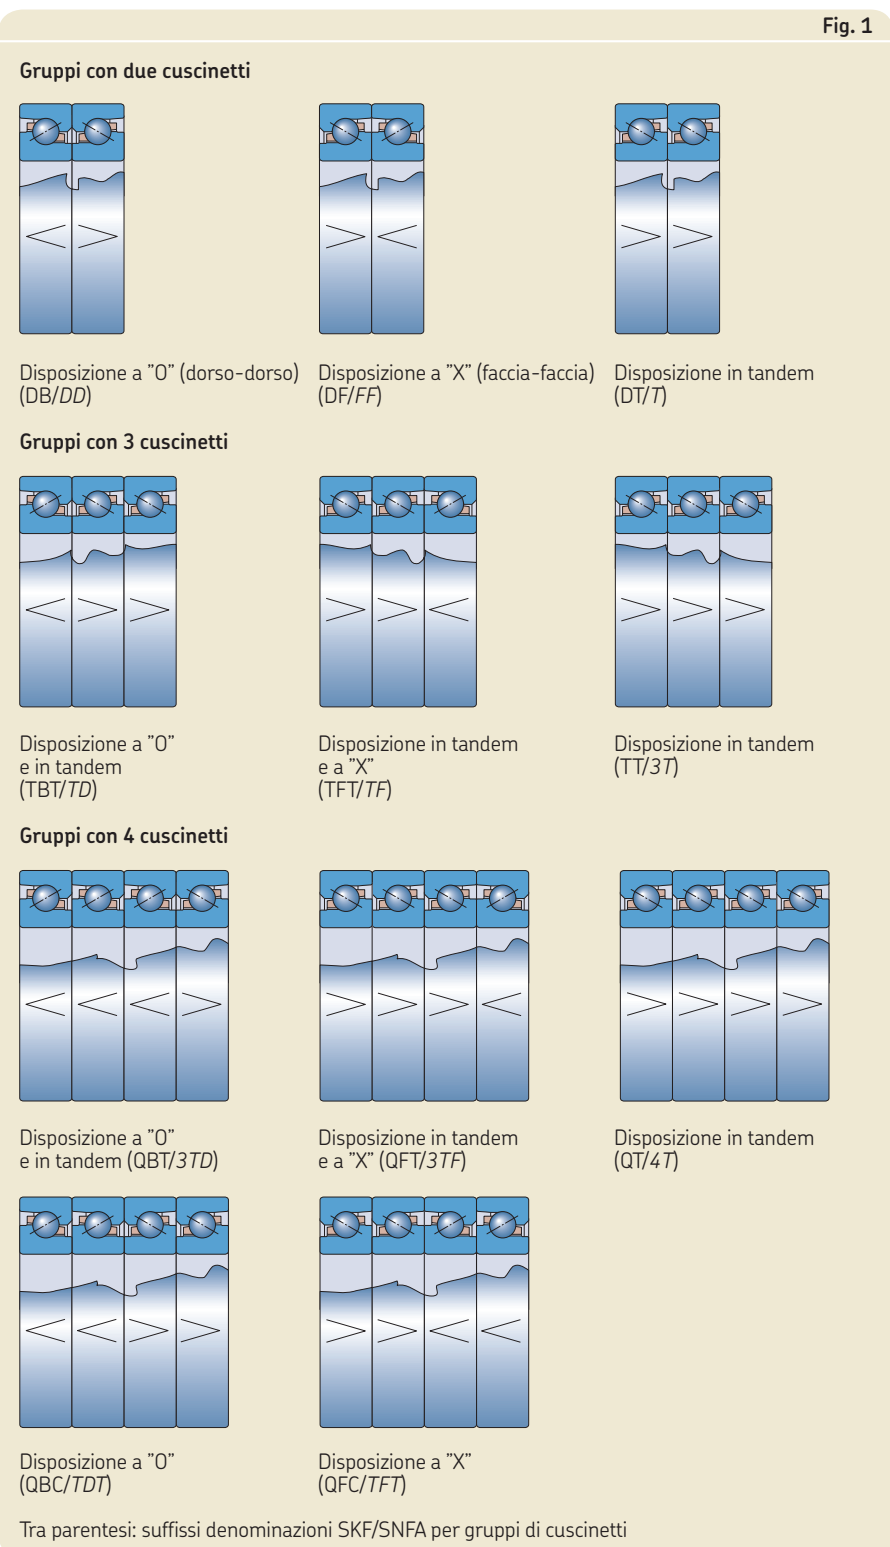 Fig. 1
Gruppi con due cuscinetti
Disposizione a ”O” (dorso-dorso)
(DB/DD)
Disposizione a ”X” (faccia-faccia)
(DF/FF)
Disposizione in tandem
(DT/T)
Gruppi con 3 cuscinetti
Disposizione a ”O”
e in tandem
(TBT/TD)
Disposizione in tandem
e a ”X”
(TFT/TF)
Disposizione in tandem
(TT/3T)
Gruppi con 4 cuscinetti
Disposizione a ”O”
e in tandem (QBT/3TD)
Disposizione in tandem
e a ”X” (QFT/3TF)
Disposizione in tandem
(QT/4T)
Disposizione a ”O”
(QBC/TDT)
Disposizione a ”X”
(QFC/TFT)
Tra parentesi: suffissi denominazioni SKF/SNFA per gruppi di cuscinetti